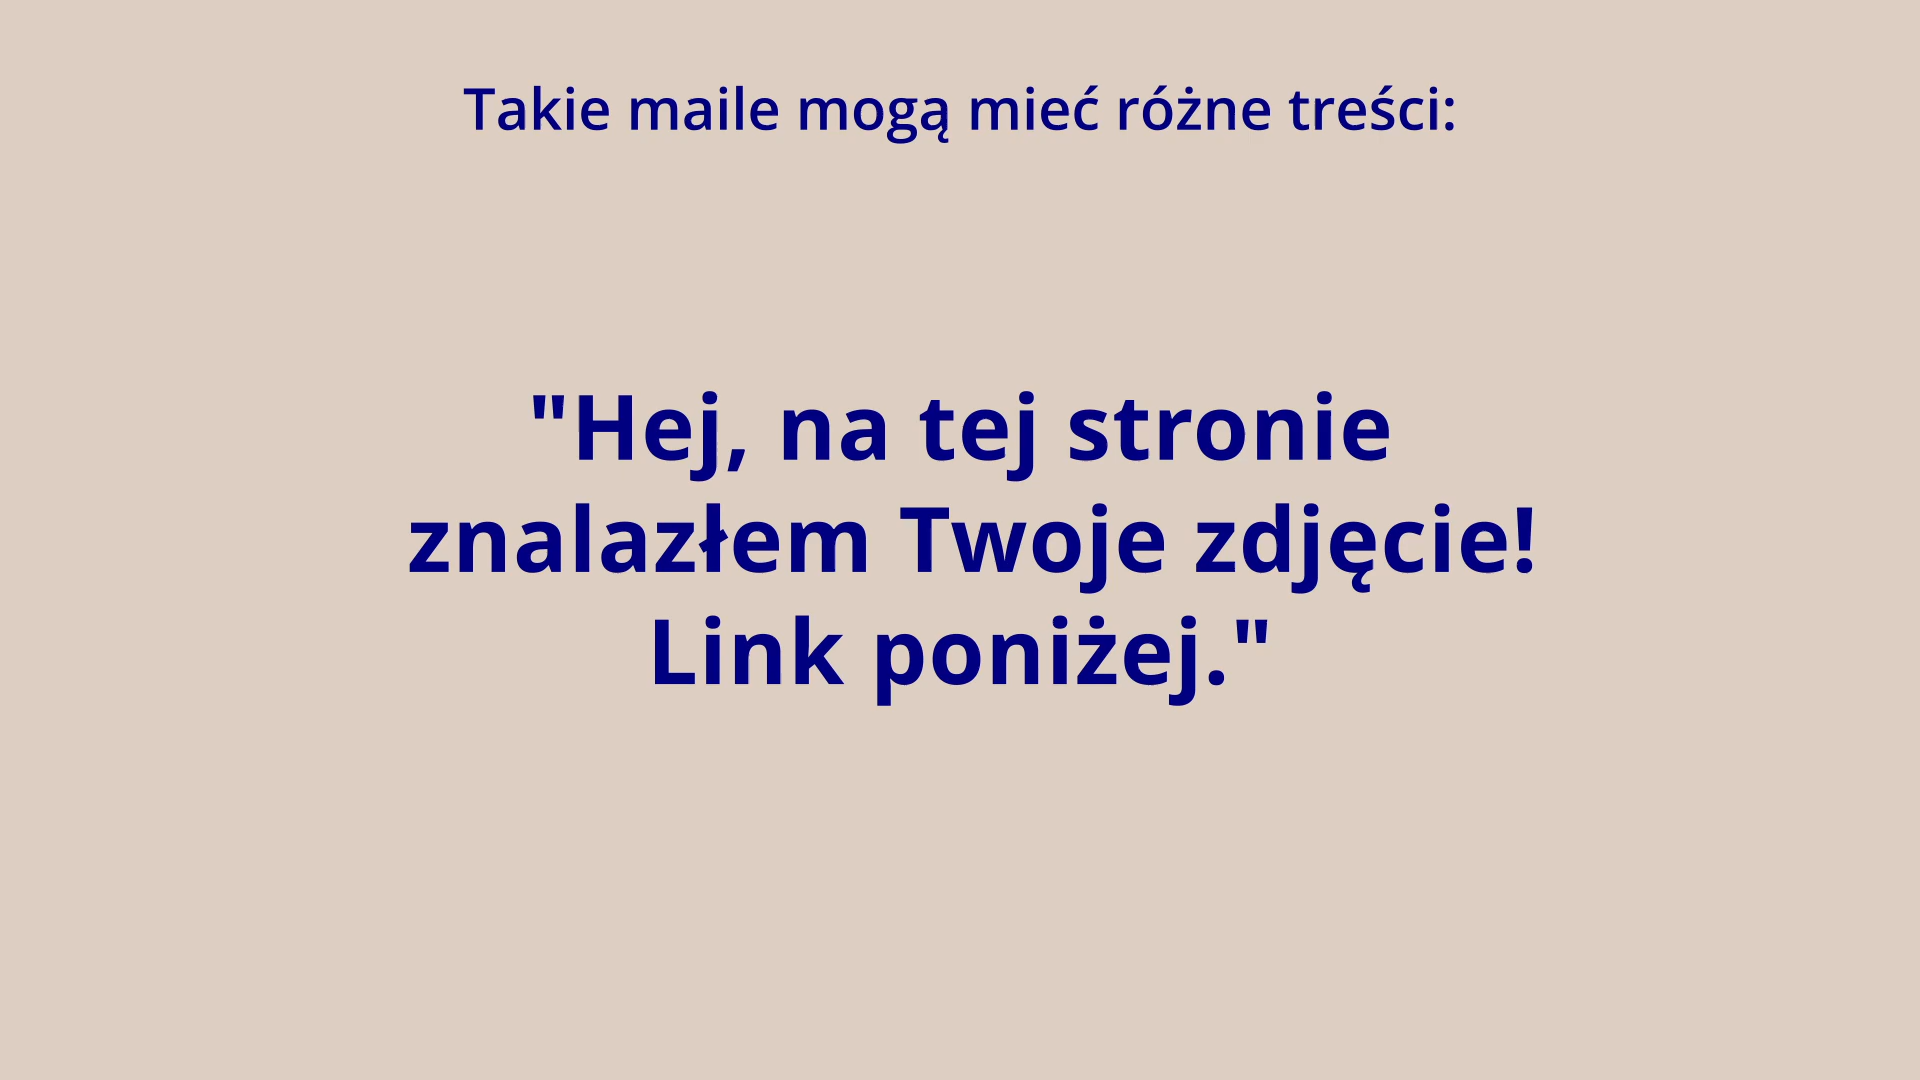 Takie maile mogą mieć różne treści:
"Hej, na tej stronie
znalazłem Twoje zdjęcie!
Link poniżej."